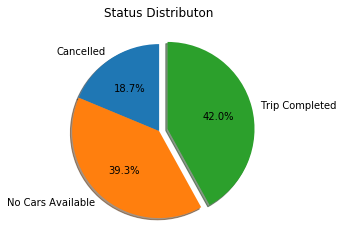 Status Distributon
Cancelled
18.7%
Trip Completed
42.0%
39.3%
No Cars Available